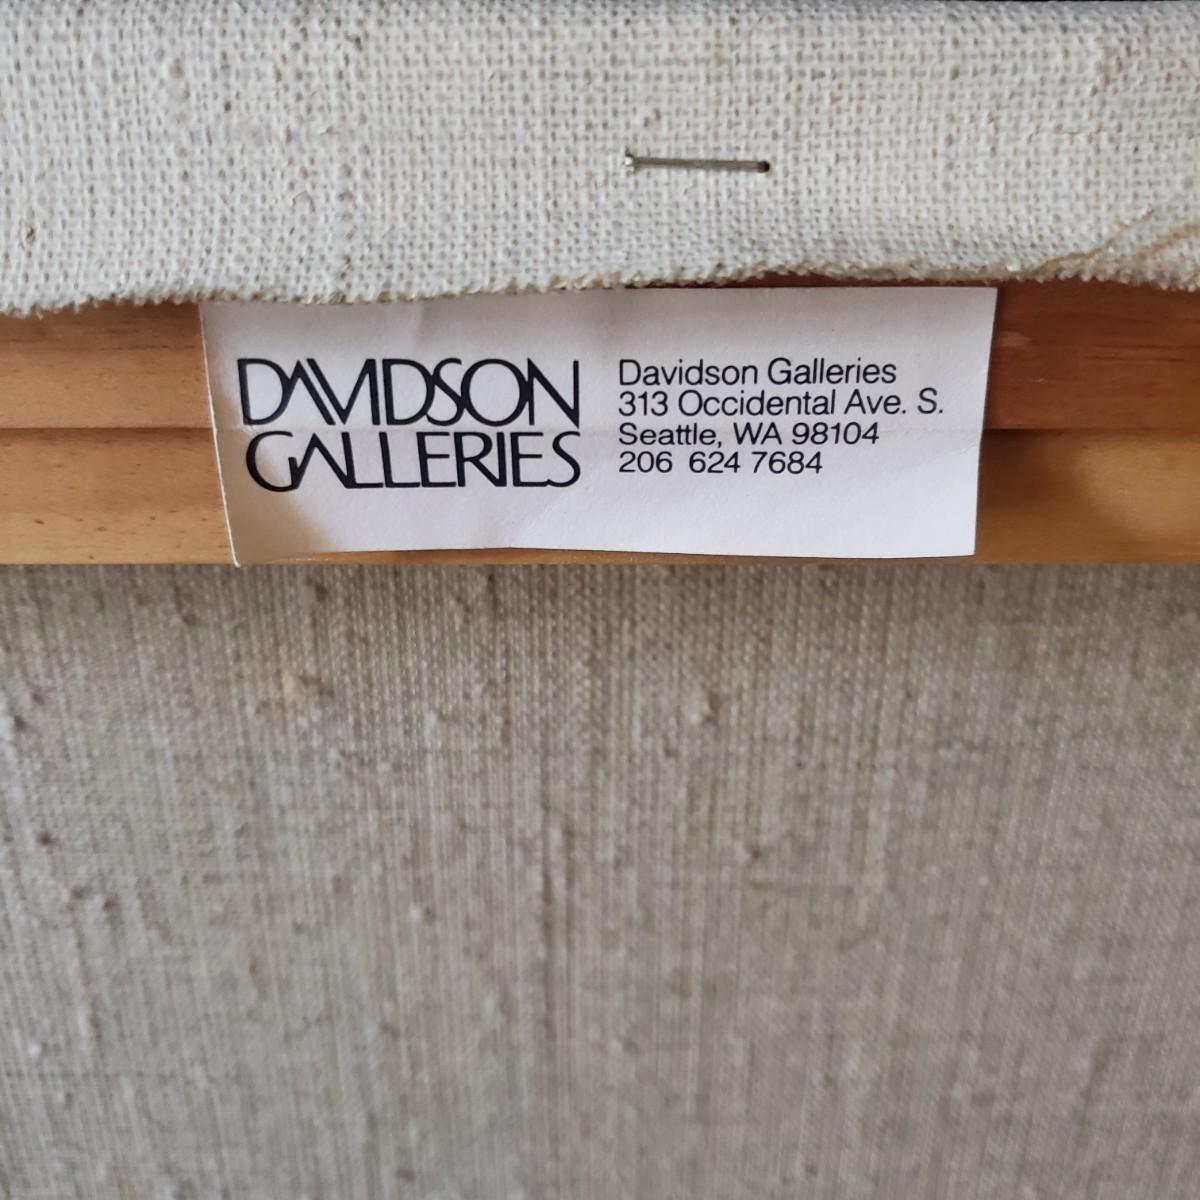 DAVIDSON
GALLERIES
Davidson Galleries
313 Occidental Ave. S.
Seattle, WA 98104
206 624 7684